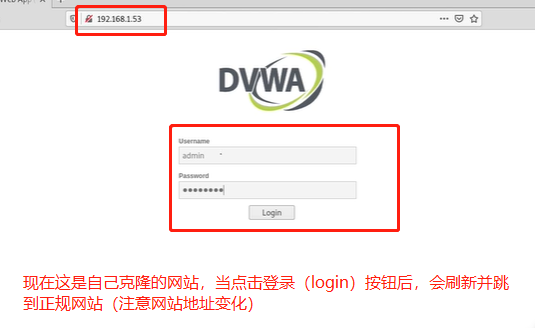 Web App
192.168.1.53
DVWA
Username
admin
Password
Login
现在这是自己克隆的网站，当点击登录（login）按钮后，会刷新并跳
到正规网站（注意网站地址变化）